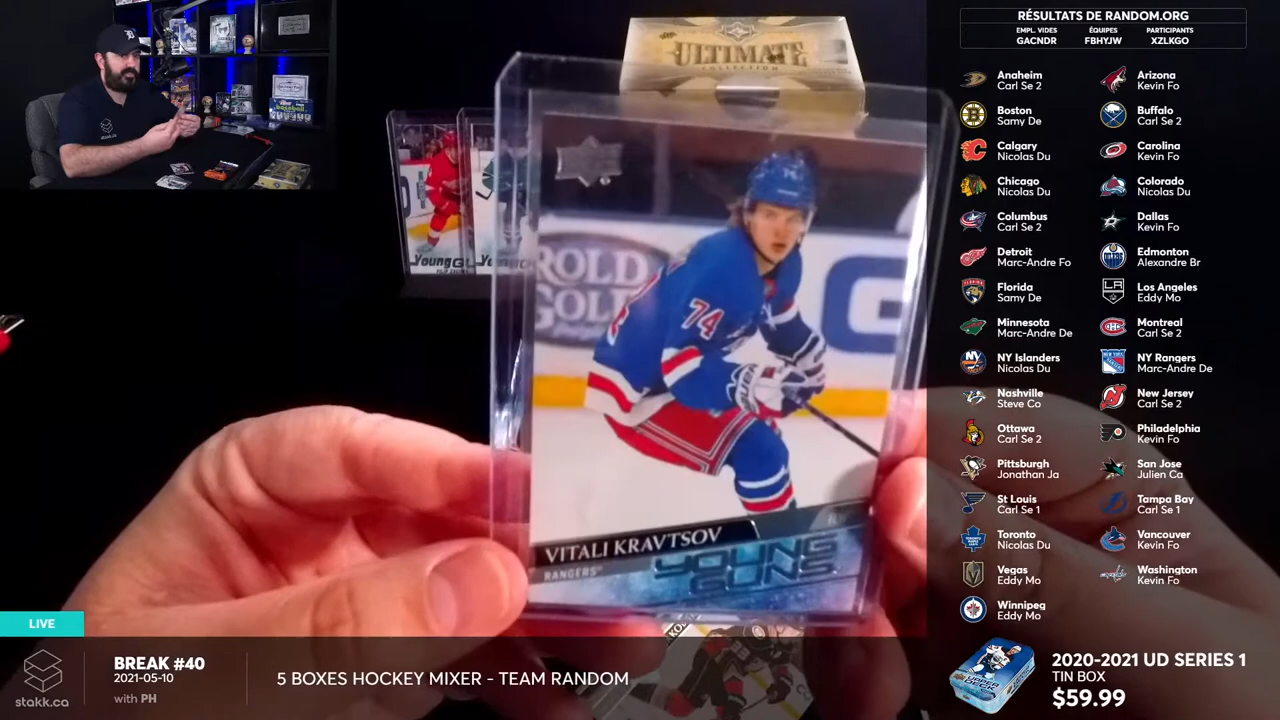 RÉSULTATS DE RANDOM.ORG
EMPL. VIDES
ÉQUIPES
PARTICIPANTS
GACNDR
FBHYJW
XZLKGO
Anaheim
Carl Se 2
Arizona
Kevin Fo
Boston
Samy De
Buffalo
Carl Se 2
Calgary
Nicolas Du
Carolina
Kevin Fo
Chicago
Nicolas Du
Colorado
Nicolas Du
Columbus
Carl Se 2
Dallas
Kevin Fo
Detroit
Marc-Andre Fo
Edmonton
Alexandre Br
Florida
Samy De
Los Angeles
Eddy Mo
Minnesota
Marc-Andre De
Montreal
Carl Se 2
NY Islanders
Nicolas Du
NY Rangers
Marc-Andre De
Nashville
Steve Co
New Jersey
Carl Se 2
Ottawa
Carl Se 2
Philadelphia
Kevin Fo
Pittsburgh
Jonathan Ja
San Jose
Julien Ca
St Louis
Carl Se 1
Tampa Bay
Carl Se 1
Toronto
Nicolas Du
Vancouver
Kevin Fo
Vegas
Eddy Mo
Washington
Kevin Fo
Winnipeg
Eddy Mo
ULTIMATE
COLLECTION
ROLD
GOLD
74
VITALI KRAVTSOV
RANGERS
YOUNG
GUNS
LIVE
stakk.ca
BREAK #40
2021-05-10
with PH
5 BOXES HOCKEY MIXER - TEAM RANDOM
2020-2021 UD SERIES 1
TIN BOX
$59.99